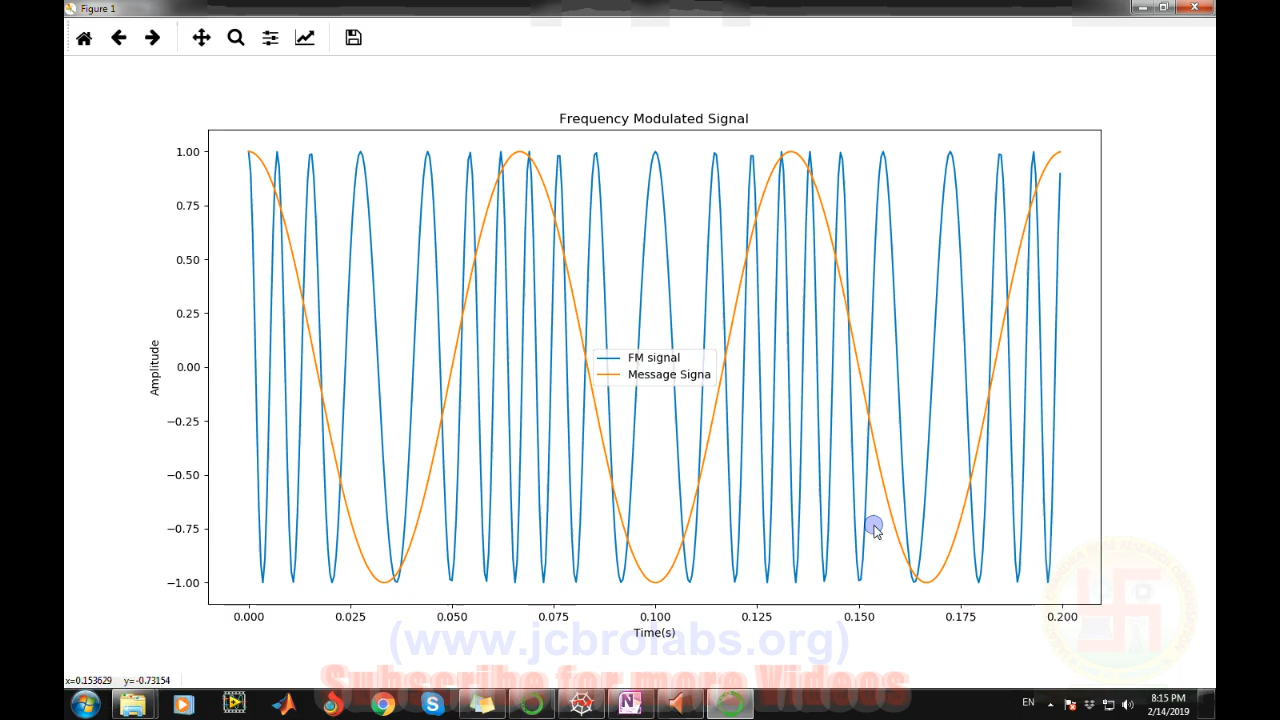 Figure 1
Frequency Modulated Signal
1.00
0.75
0.50
0.25
0.00
−0.25
−0.50
−0.75
−1.00
Amplitude
FM signal
Message Signa
0.000 0.025 0.050 0.075 0.100 0.125 0.150 0.175 0.200
Time(s)
(www.jcbrolabs.org)
Subscribe for more Videos
x=0.153629 y=-0.73154
EN
8:15 PM
2/14/2019